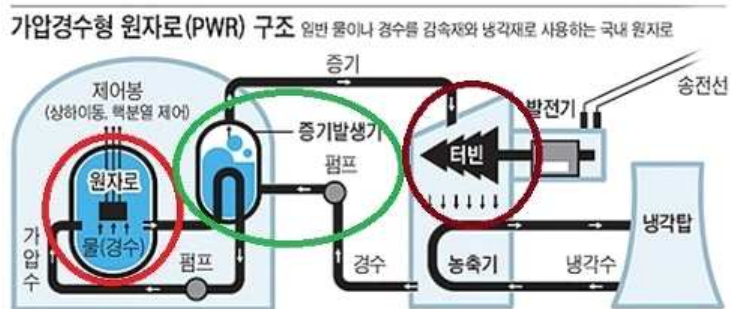 가압경수형 원자로(PWR) 구조 일반 물이나 경수를 감속재와 냉각재로 사용하는 국내 원자로
증기
송전선
제어봉
(상하이동, 핵분열 제어)
발전기
증기발생기
터빈
펌프
원자로
냉각탑
물(경수)
가압수
펌프
경수
농축기
냉각수